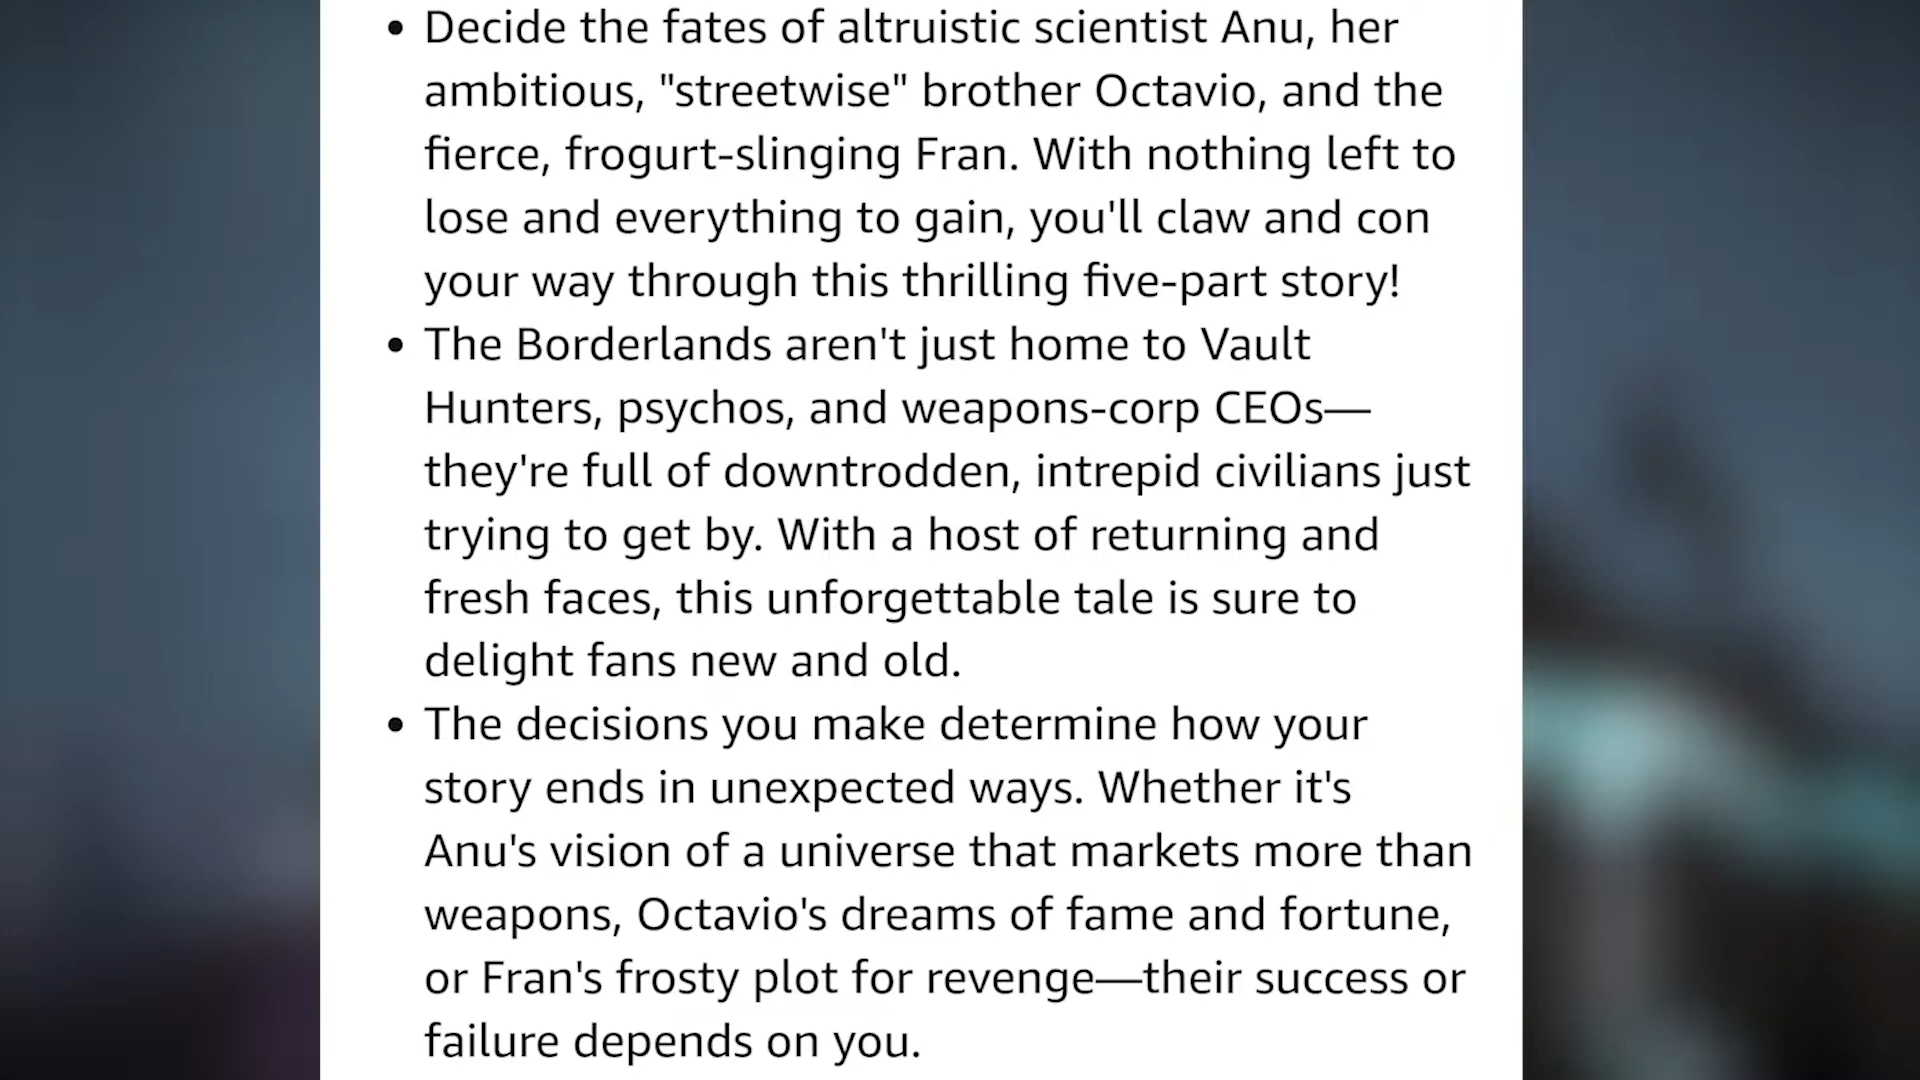 • Decide the fates of altruistic scientist Anu, her
ambitious, "streetwise" brother Octavio, and the
fierce, frogurt-slinging Fran. With nothing left to
lose and everything to gain, you'll claw and con
your way through this thrilling five-part story!
• The Borderlands aren't just home to Vault
Hunters, psychos, and weapons-corp CEOs—
they're full of downtrodden, intrepid civilians just
trying to get by. With a host of returning and
fresh faces, this unforgettable tale is sure to
delight fans new and old.
• The decisions you make determine how your
story ends in unexpected ways. Whether it's
Anu's vision of a universe that markets more than
weapons, Octavio's dreams of fame and fortune,
or Fran's frosty plot for revenge—their success or
failure depends on you.